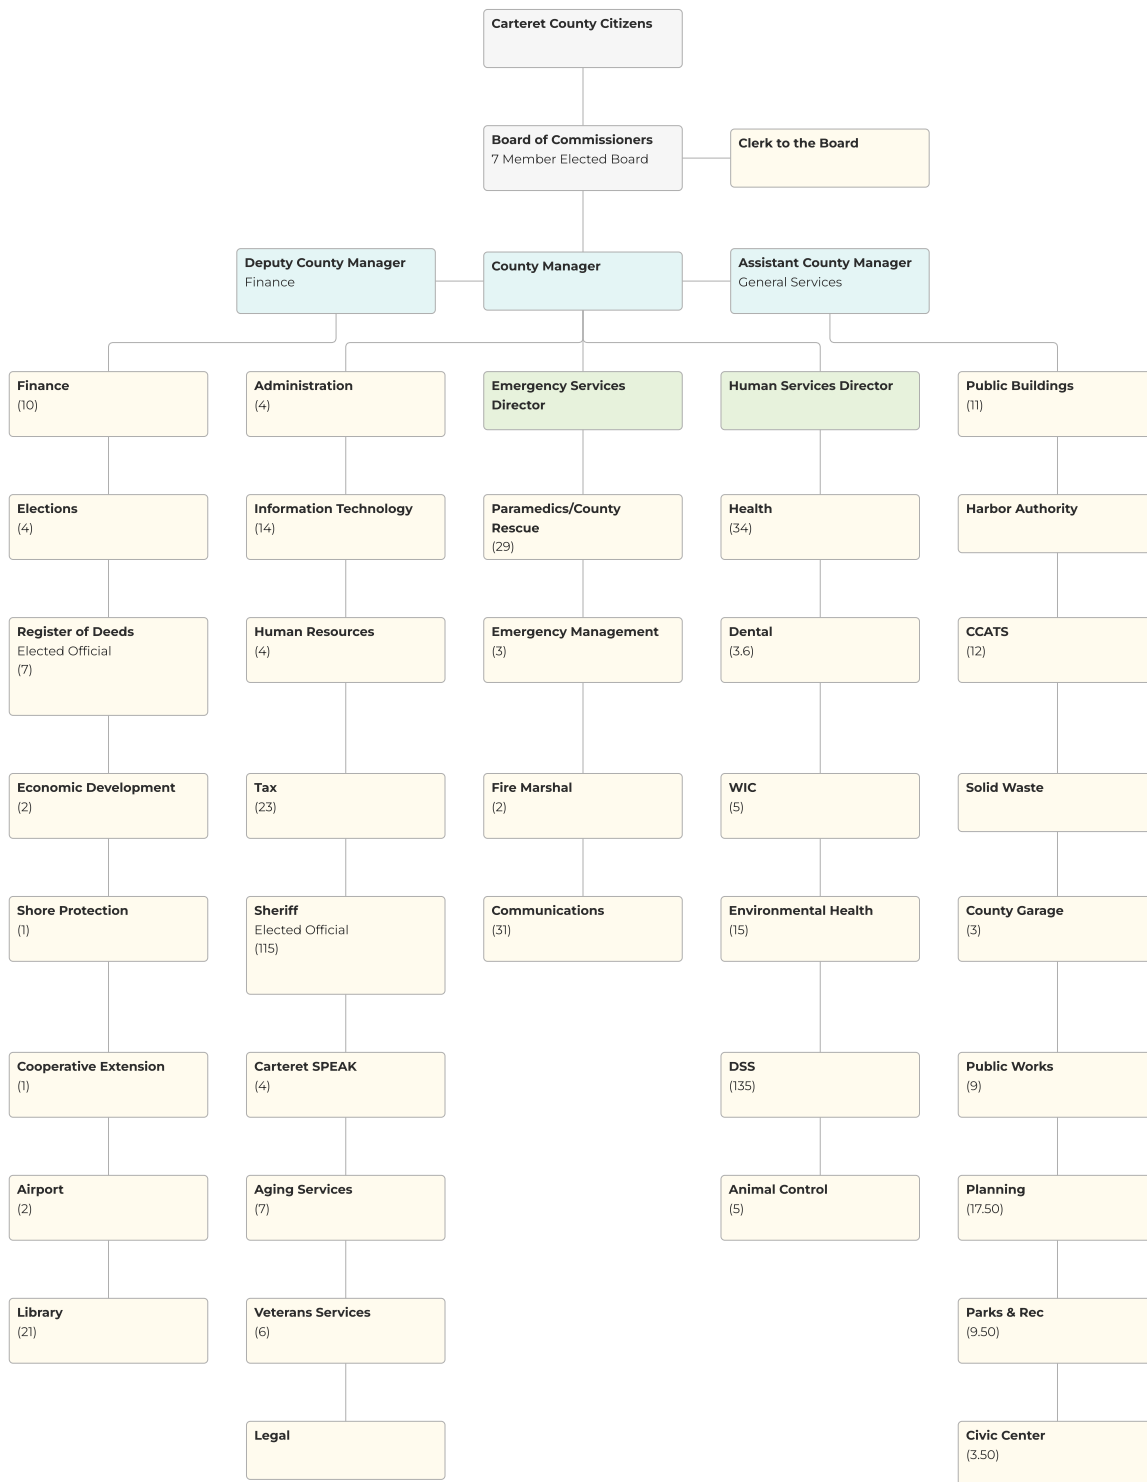 Carteret County Citizens
Board of Commissioners
7 Member Elected Board
Clerk to the Board
Deputy County Manager
Finance
County Manager
Assistant County Manager
General Services
Finance
(10)
Administration
(4)
Emergency Services
Director
Human Services Director
Public Buildings
(11)
Elections
(4)
Information Technology
(14)
Paramedics/County
Rescue
(29)
Health
(34)
Harbor Authority
Register of Deeds
Elected Official
(7)
Human Resources
(4)
Emergency Management
(3)
Dental
(3.6)
CCATS
(12)
Economic Development
(2)
Tax
(23)
Fire Marshal
(2)
WIC
(5)
Solid Waste
Shore Protection
(1)
Sheriff
Elected Official
(115)
Communications
(31)
Environmental Health
(15)
County Garage
(3)
Cooperative Extension
(1)
Carteret SPEAK
(4)
DSS
(135)
Public Works
(9)
Airport
(2)
Aging Services
(7)
Animal Control
(5)
Planning
(17.50)
Library
(21)
Veterans Services
(6)
Parks & Rec
(9.50)
Legal
Civic Center
(3.50)